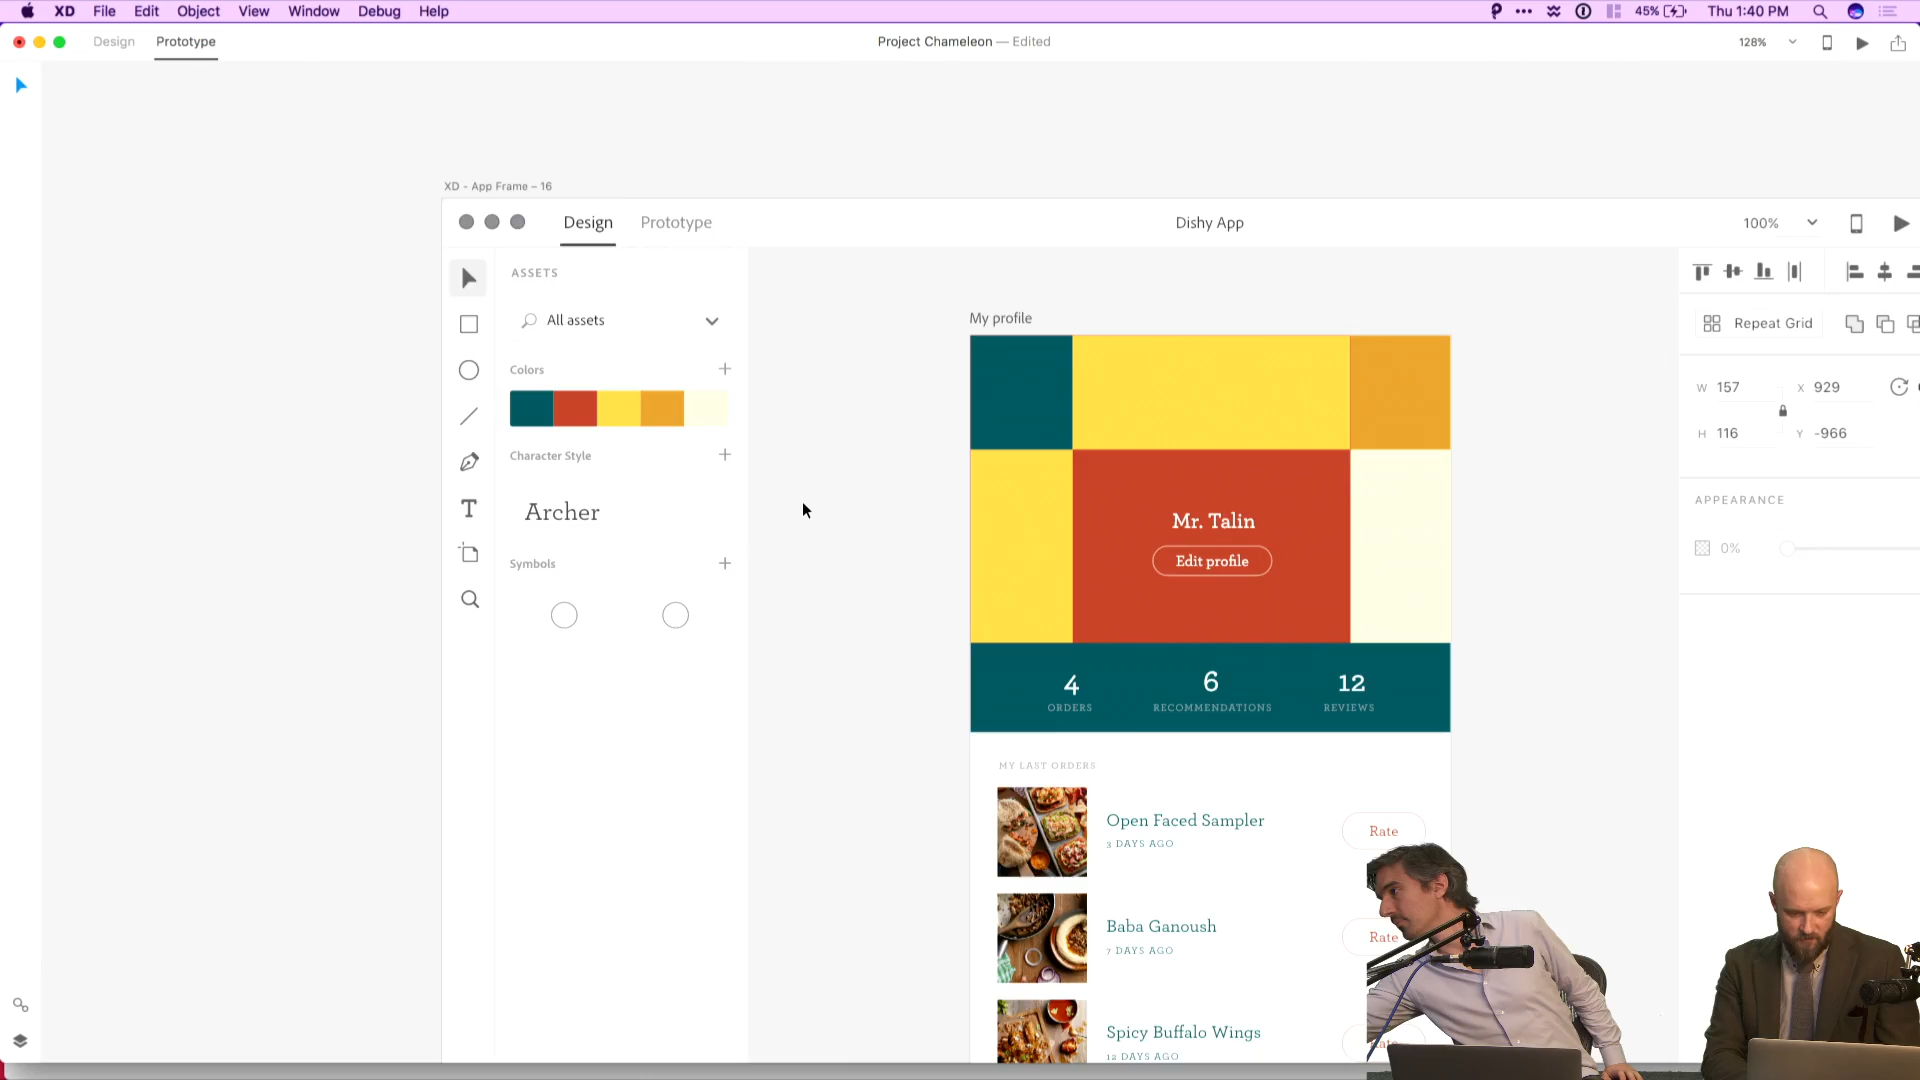 XD File Edit Object View Window Debug Help
45% Thu 1:40 PM
Design Prototype
Project Chameleon — Edited
128%
XD - App Frame – 16
Design Prototype
Dishy App
100%
ASSETS
All assets
Colors
Character Style
Archer
Symbols
My profile
Mr. Talin
Edit profile
4
ORDERS
6
RECOMMENDATIONS
12
REVIEWS
MY LAST ORDERS
Open Faced Sampler
3 DAYS AGO
Rate
Baba Ganoush
7 DAYS AGO
Rate
Spicy Buffalo Wings
12 DAYS AGO
Repeat Grid
W 157
X 929
H 116
Y -966
APPEARANCE
0%